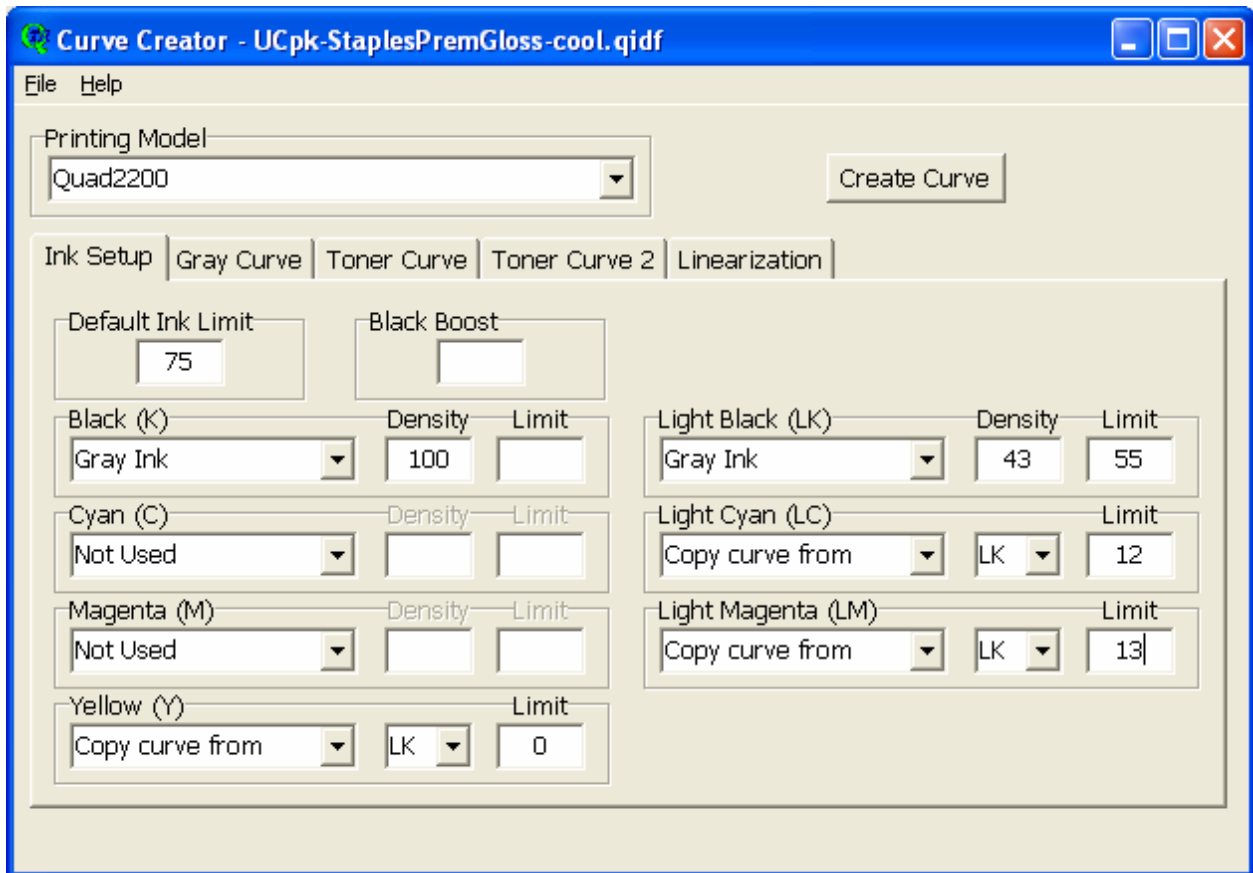 Curve Creator - UCpk-StaplesPremGloss-cool.qidf
File Help
Printing Model
Quad2200
Create Curve
Ink Setup Gray Curve Toner Curve Toner Curve 2 Linearization
Default Ink Limit Black Boost
75
Black (K) Density Limit Light Black (LK) Density Limit
Gray Ink 100 Gray Ink 43 55
Cyan (C) Density Limit Light Cyan (LC) Limit
Not Used Copy curve from LK 12
Magenta (M) Density Limit Light Magenta (LM) Limit
Not Used Copy curve from LK 13
Yellow (Y) Limit
Copy curve from LK 0